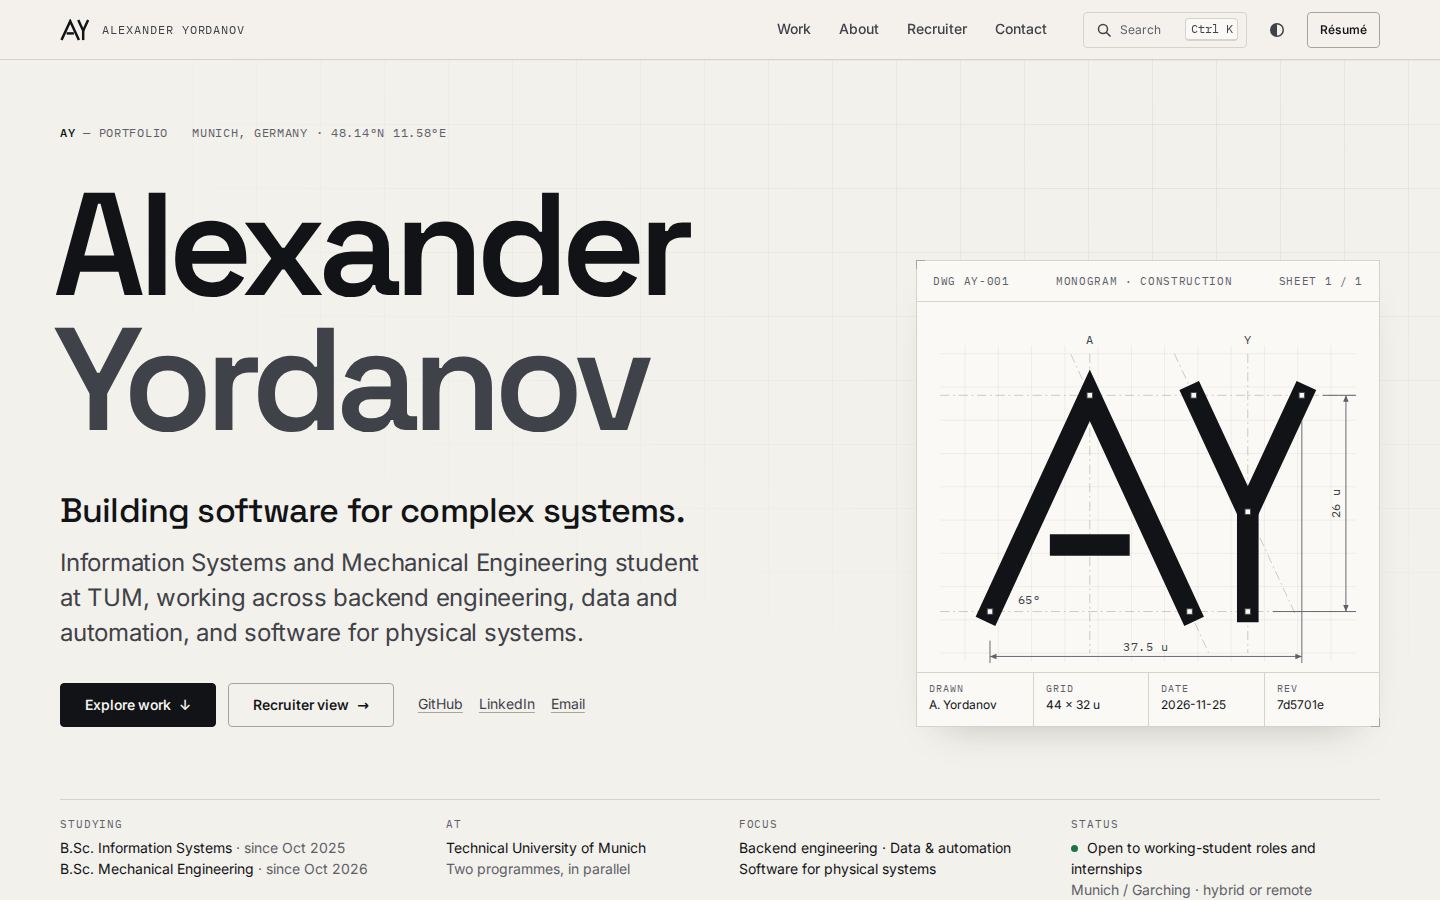 AY ALEXANDER YORDANOV
Work About Recruiter Contact Search Ctrl K Résumé
AY — PORTFOLIO MUNICH, GERMANY · 48.14°N 11.58°E
Alexander
Yordanov
Building software for complex systems.
Information Systems and Mechanical Engineering student
at TUM, working across backend engineering, data and
automation, and software for physical systems.
Explore work ↓ Recruiter view → GitHub LinkedIn Email
DWG AY-001 MONOGRAM · CONSTRUCTION SHEET 1 / 1
A Y
AY
26 u
65°
37.5 u
DRAWN GRID DATE REV
A. Yordanov 44 × 32 u 2026-11-25 7d5701e
STUDYING
B.Sc. Information Systems · since Oct 2025
B.Sc. Mechanical Engineering · since Oct 2026
AT
Technical University of Munich
Two programmes, in parallel
FOCUS
Backend engineering · Data & automation
Software for physical systems
STATUS
Open to working-student roles and
internships
Munich / Garching · hybrid or remote